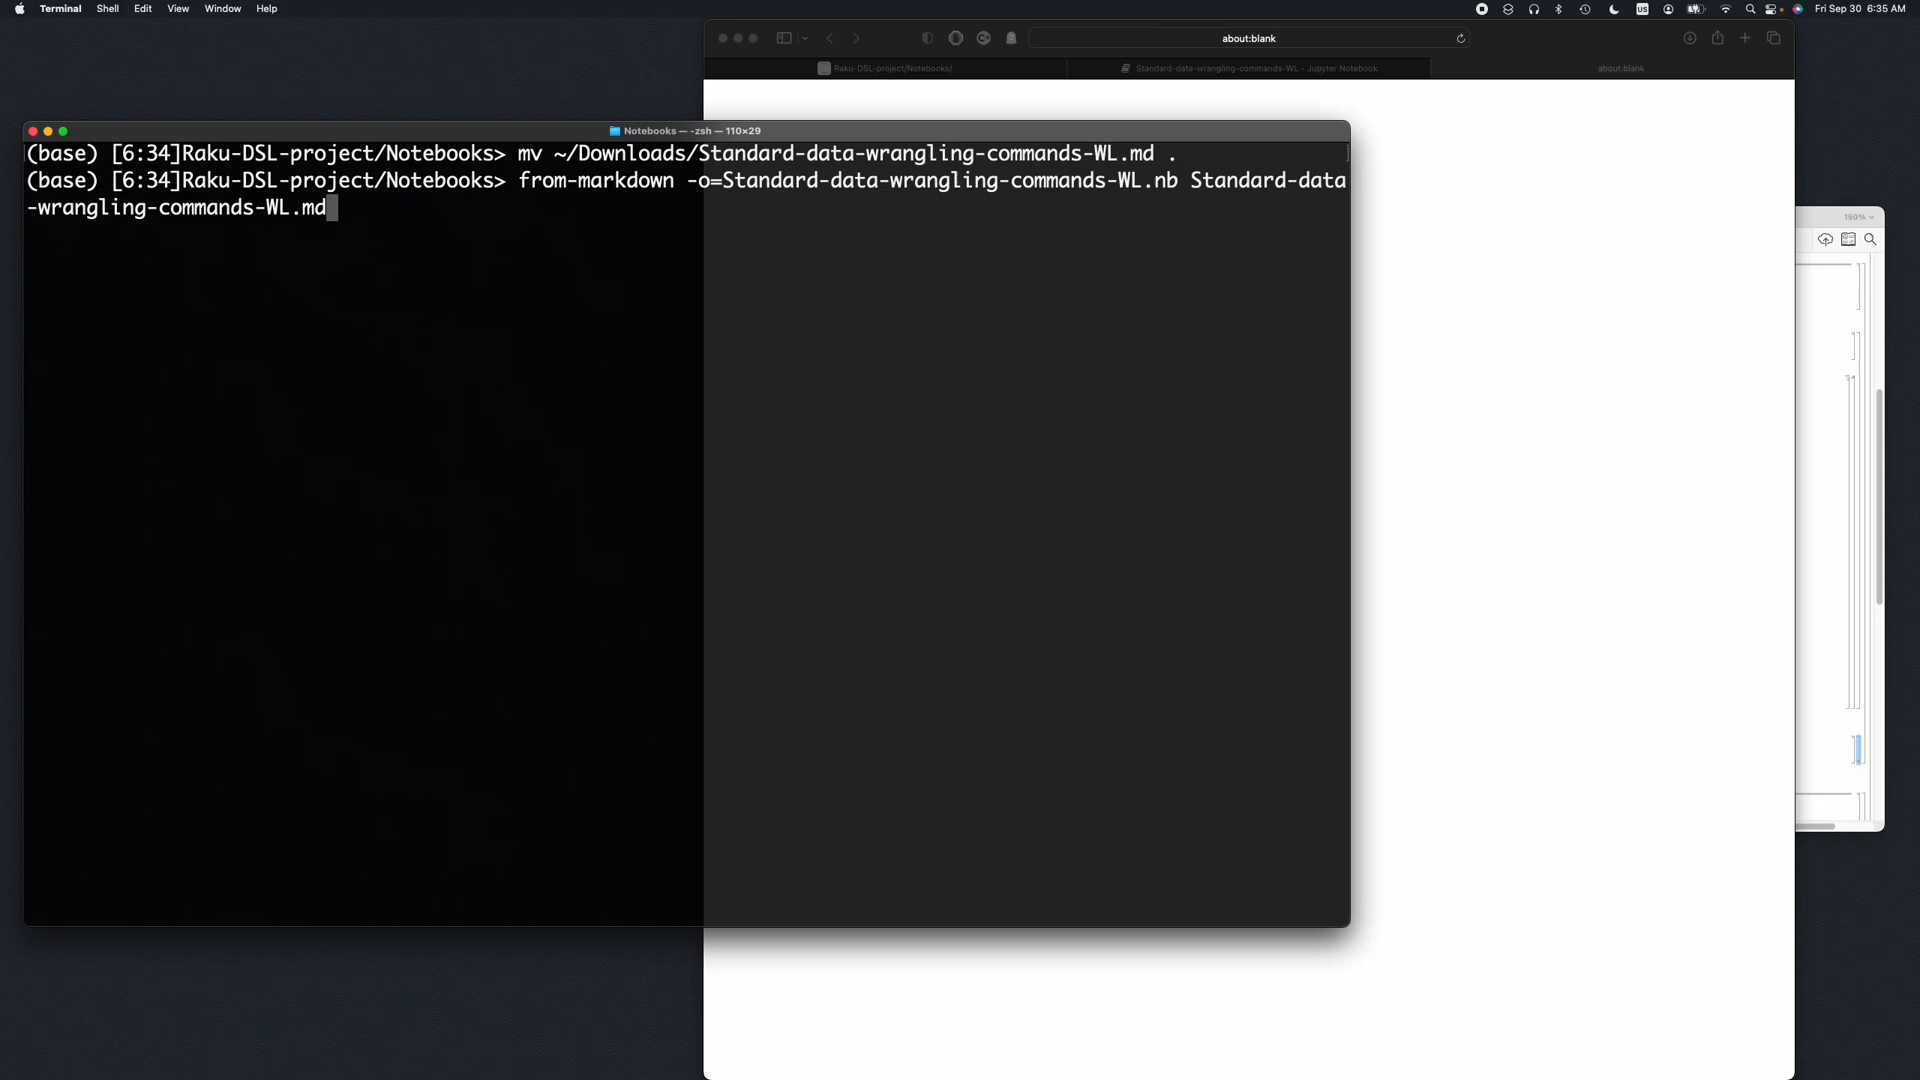 Terminal Shell Edit View Window Help US Fri Sep 30 6:35 AM
about:blank
Raku-DSL-project/Notebooks/ Standard-data-wrangling-commands-WL - Jupyter Notebook about:blank
Notebooks — -zsh — 110×29
(base) [6:34]Raku-DSL-project/Notebooks> mv ~/Downloads/Standard-data-wrangling-commands-WL.md .
(base) [6:34]Raku-DSL-project/Notebooks> from-markdown -o=Standard-data-wrangling-commands-WL.nb Standard-data
-wrangling-commands-WL.md
150%